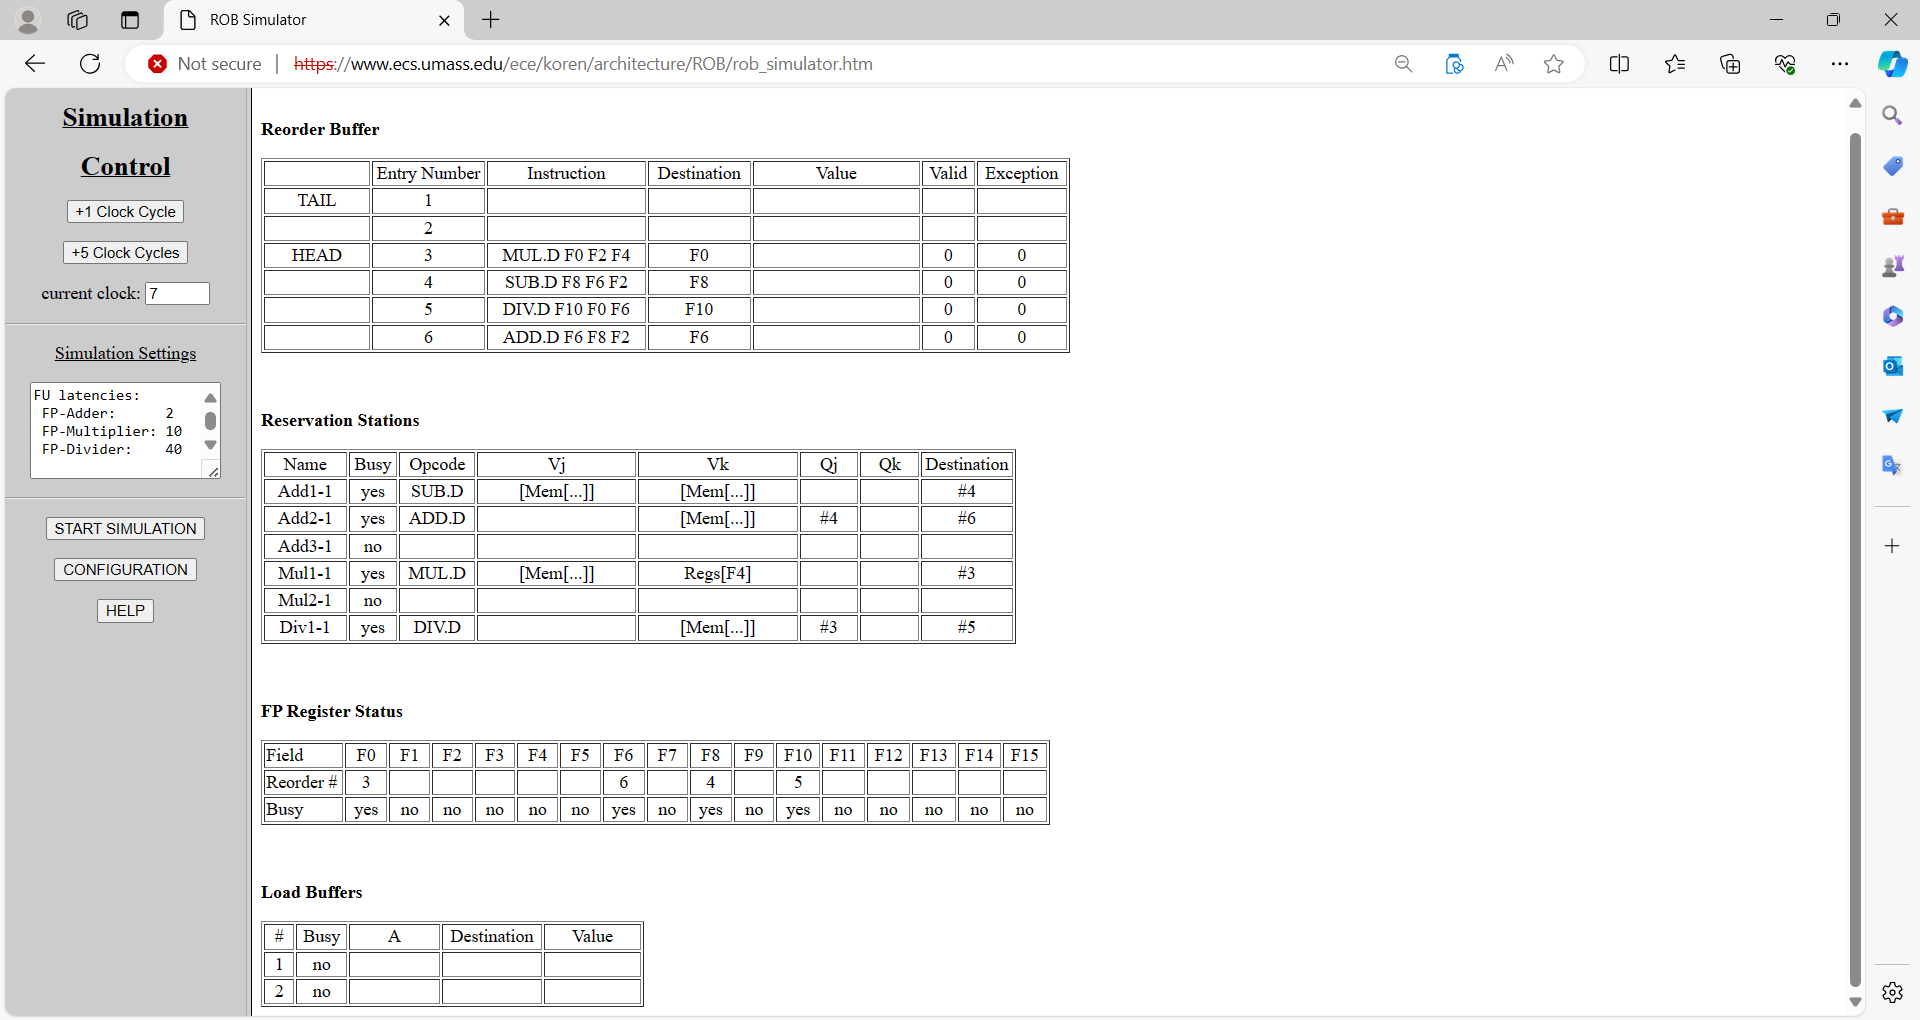 ROB Simulator
Not secure https://www.ecs.umass.edu/ece/koren/architecture/ROB/rob_simulator.htm
Simulation
Control
+1 Clock Cycle
+5 Clock Cycles
current clock: 7
Simulation Settings
FU latencies:
FP-Adder: 2
FP-Multiplier: 10
FP-Divider: 40
START SIMULATION
CONFIGURATION
HELP
Reorder Buffer
Entry Number Instruction Destination Value Valid Exception
TAIL 1
2
HEAD 3 MUL.D F0 F2 F4 F0 0 0
4 SUB.D F8 F6 F2 F8 0 0
5 DIV.D F10 F0 F6 F10 0 0
6 ADD.D F6 F8 F2 F6 0 0
Reservation Stations
Name Busy Opcode Vj Vk Qj Qk Destination
Add1-1 yes SUB.D [Mem[...]] [Mem[...]] #4
Add2-1 yes ADD.D [Mem[...]] #4 #6
Add3-1 no
Mul1-1 yes MUL.D [Mem[...]] Regs[F4] #3
Mul2-1 no
Div1-1 yes DIV.D [Mem[...]] #3 #5
FP Register Status
Field F0 F1 F2 F3 F4 F5 F6 F7 F8 F9 F10 F11 F12 F13 F14 F15
Reorder # 3 6 4 5
Busy yes no no no no no yes no yes no yes no no no no no
Load Buffers
# Busy A Destination Value
1 no
2 no